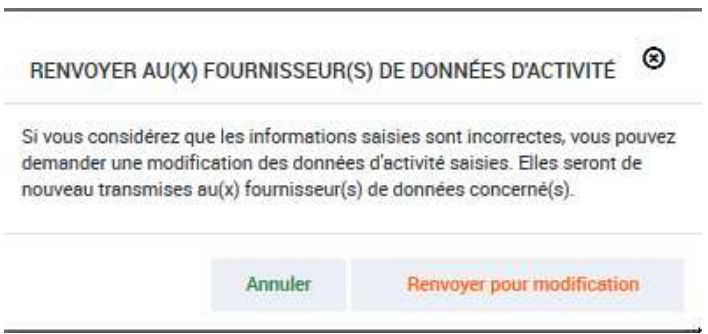 RENVOYER AU(X) FOURNISSEUR(S) DE DONNÉES D'ACTIVITÉ
Si vous considérez que les informations saisies sont incorrectes, vous pouvez
demander une modification des données d'activité saisies. Elles seront de
nouveau transmises au(x) fournisseur(s) de données concerné(s).
Annuler Renvoyer pour modification